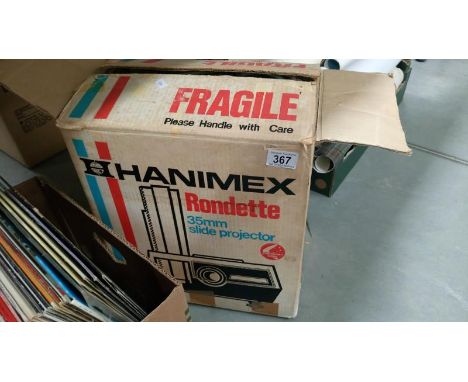 FRAGILE
Please Handle with Care
367
HANIMEX
Rondette
35mm
slide projector